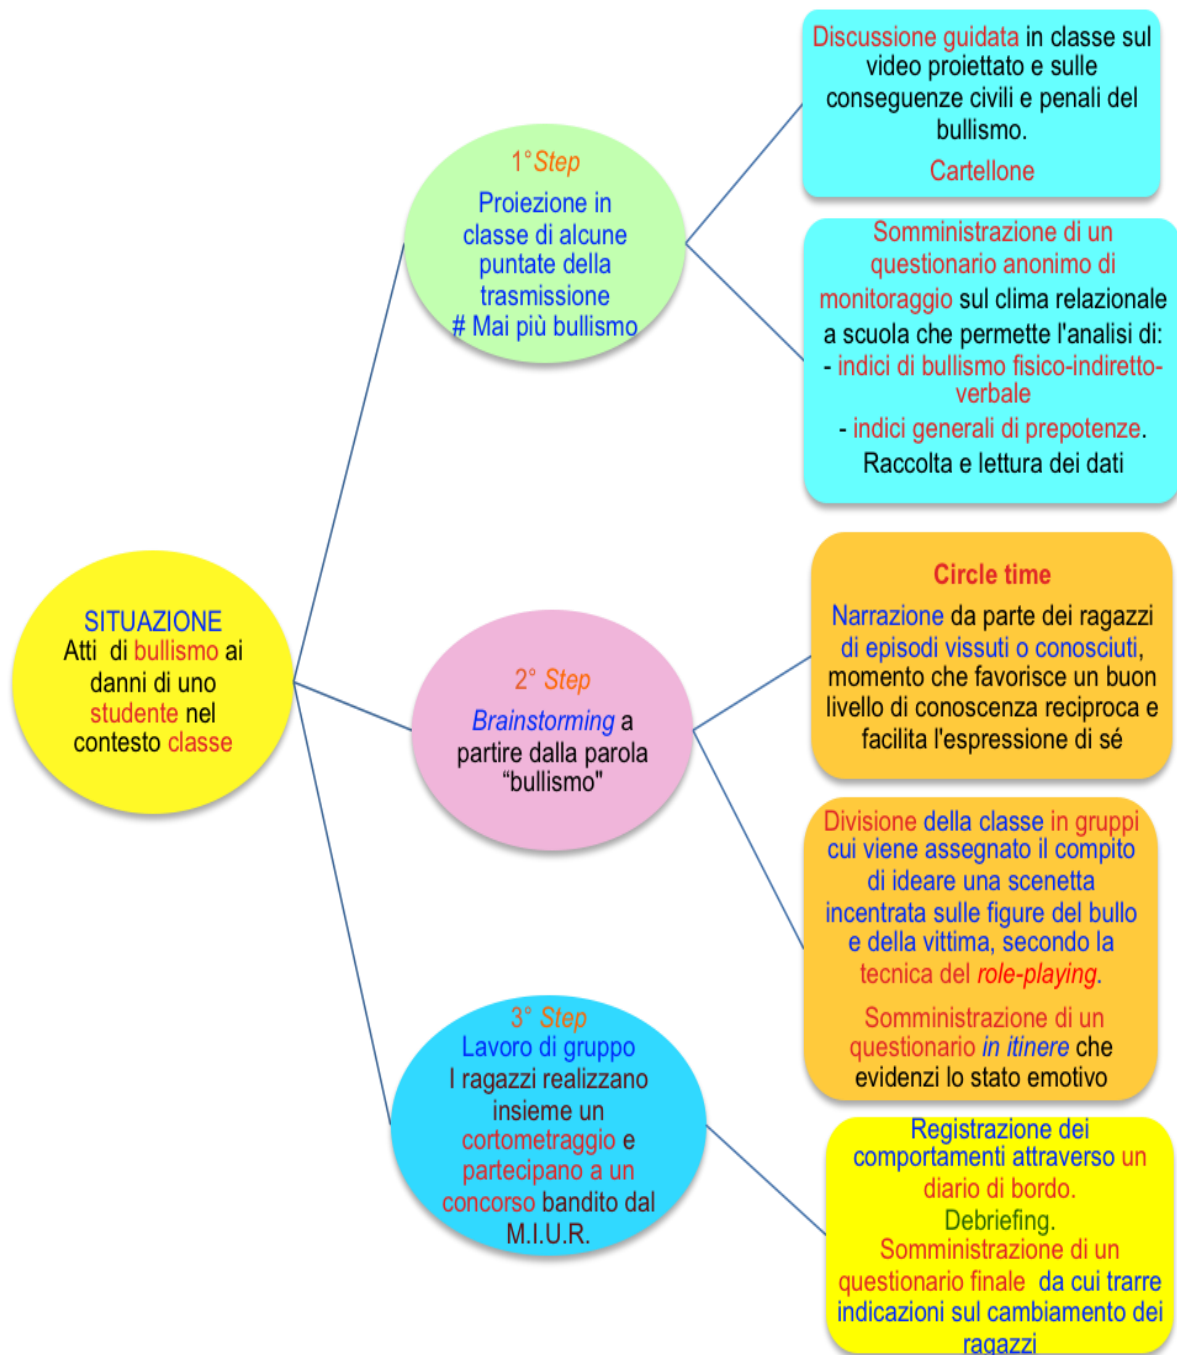 SITUAZIONE
Atti di bullismo ai
danni di uno
studente nel
contesto classe
1° Step
Proiezione in
classe di alcune
puntate della
trasmissione
# Mai più bullismo
Discussione guidata in classe sul
video proiettato e sulle
conseguenze civili e penali del
bullismo.
Cartellone
Somministrazione di un
questionario anonimo di
monitoraggio sul clima relazionale
a scuola che permette l'analisi di:
- indici di bullismo fisico-indiretto-
verbale
- indici generali di prepotenze.
Raccolta e lettura dei dati
2° Step
Brainstorming a
partire dalla parola
“bullismo"
Circle time
Narrazione da parte dei ragazzi
di episodi vissuti o conosciuti,
momento che favorisce un buon
livello di conoscenza reciproca e
facilita l'espressione di sé
Divisione della classe in gruppi
cui viene assegnato il compito
di ideare una scenetta
incentrata sulle figure del bullo
e della vittima, secondo la
tecnica del role-playing.
Somministrazione di un
questionario in itinere che
evidenzi lo stato emotivo
3° Step
Lavoro di gruppo
I ragazzi realizzano
insieme un
cortometraggio e
partecipano a un
concorso bandito dal
M.I.U.R.
Registrazione dei
comportamenti attraverso un
diario di bordo.
Debriefing.
Somministrazione di un
questionario finale da cui trarre
indicazioni sul cambiamento dei
ragazzi